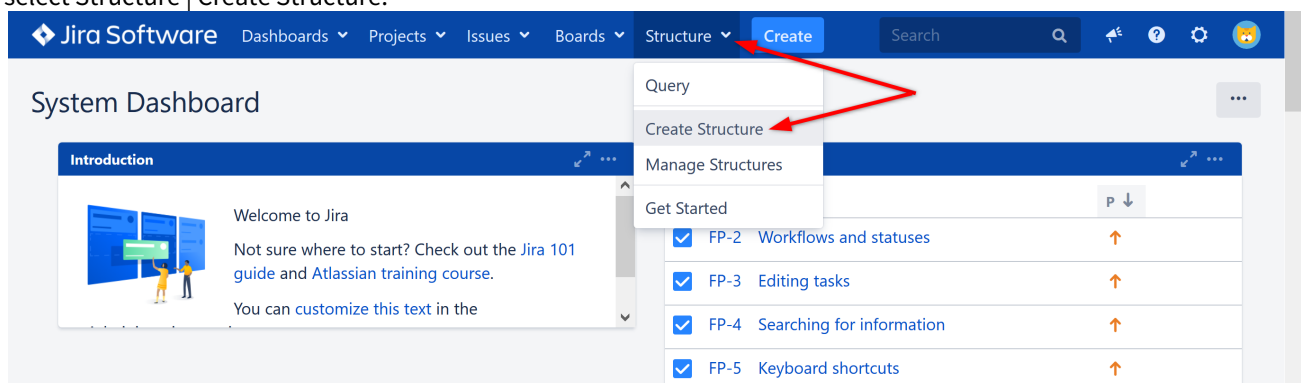 select Structure | Create Structure.
Jira Software Dashboards Projects Issues Boards Structure Create Search
Query
System Dashboard
Create Structure
Introduction
Manage Structures
Get Started
P
Welcome to Jira
Not sure where to start? Check out the Jira 101
guide and Atlassian training course.
You can customize this text in the
FP-2 Workflows and statuses
FP-3 Editing tasks
FP-4 Searching for information
FP-5 Keyboard shortcuts